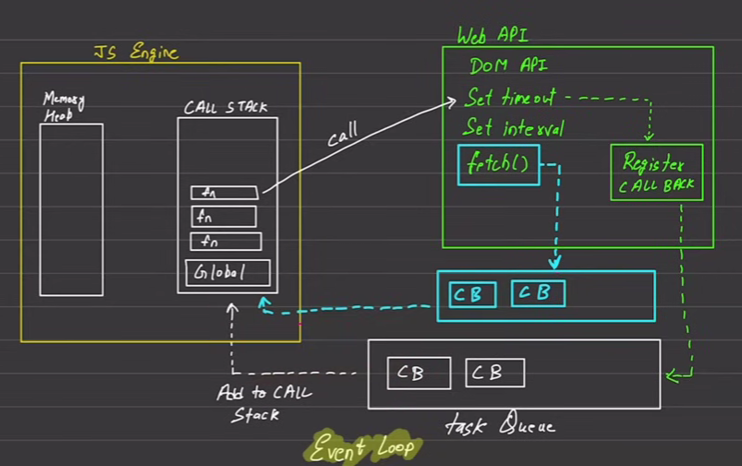 JS Engine
Memory
Heab
CALL STACK
fn
fn
fn
Global
call
Web API
DOM API
Set timeout
Set interval
fetch()
Register
CALL BACK
CB
CB
CB
CB
Add to CALL
Stack
task Queue
Event Loop